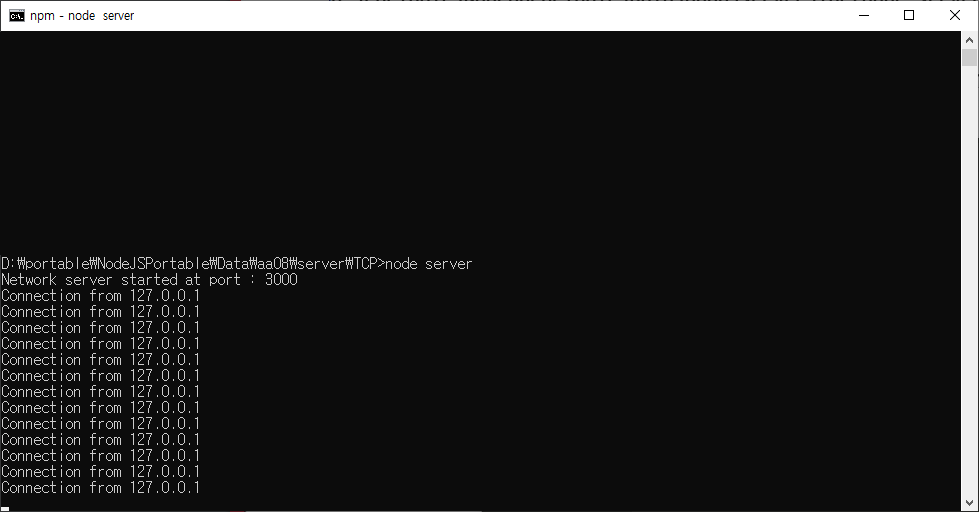 npm - node  server
D:₩portable₩NodeJSPortable₩Data₩aa08₩server₩TCP>node server
Network server started at port : 3000
Connection from 127.0.0.1
Connection from 127.0.0.1
Connection from 127.0.0.1
Connection from 127.0.0.1
Connection from 127.0.0.1
Connection from 127.0.0.1
Connection from 127.0.0.1
Connection from 127.0.0.1
Connection from 127.0.0.1
Connection from 127.0.0.1
Connection from 127.0.0.1
Connection from 127.0.0.1
Connection from 127.0.0.1